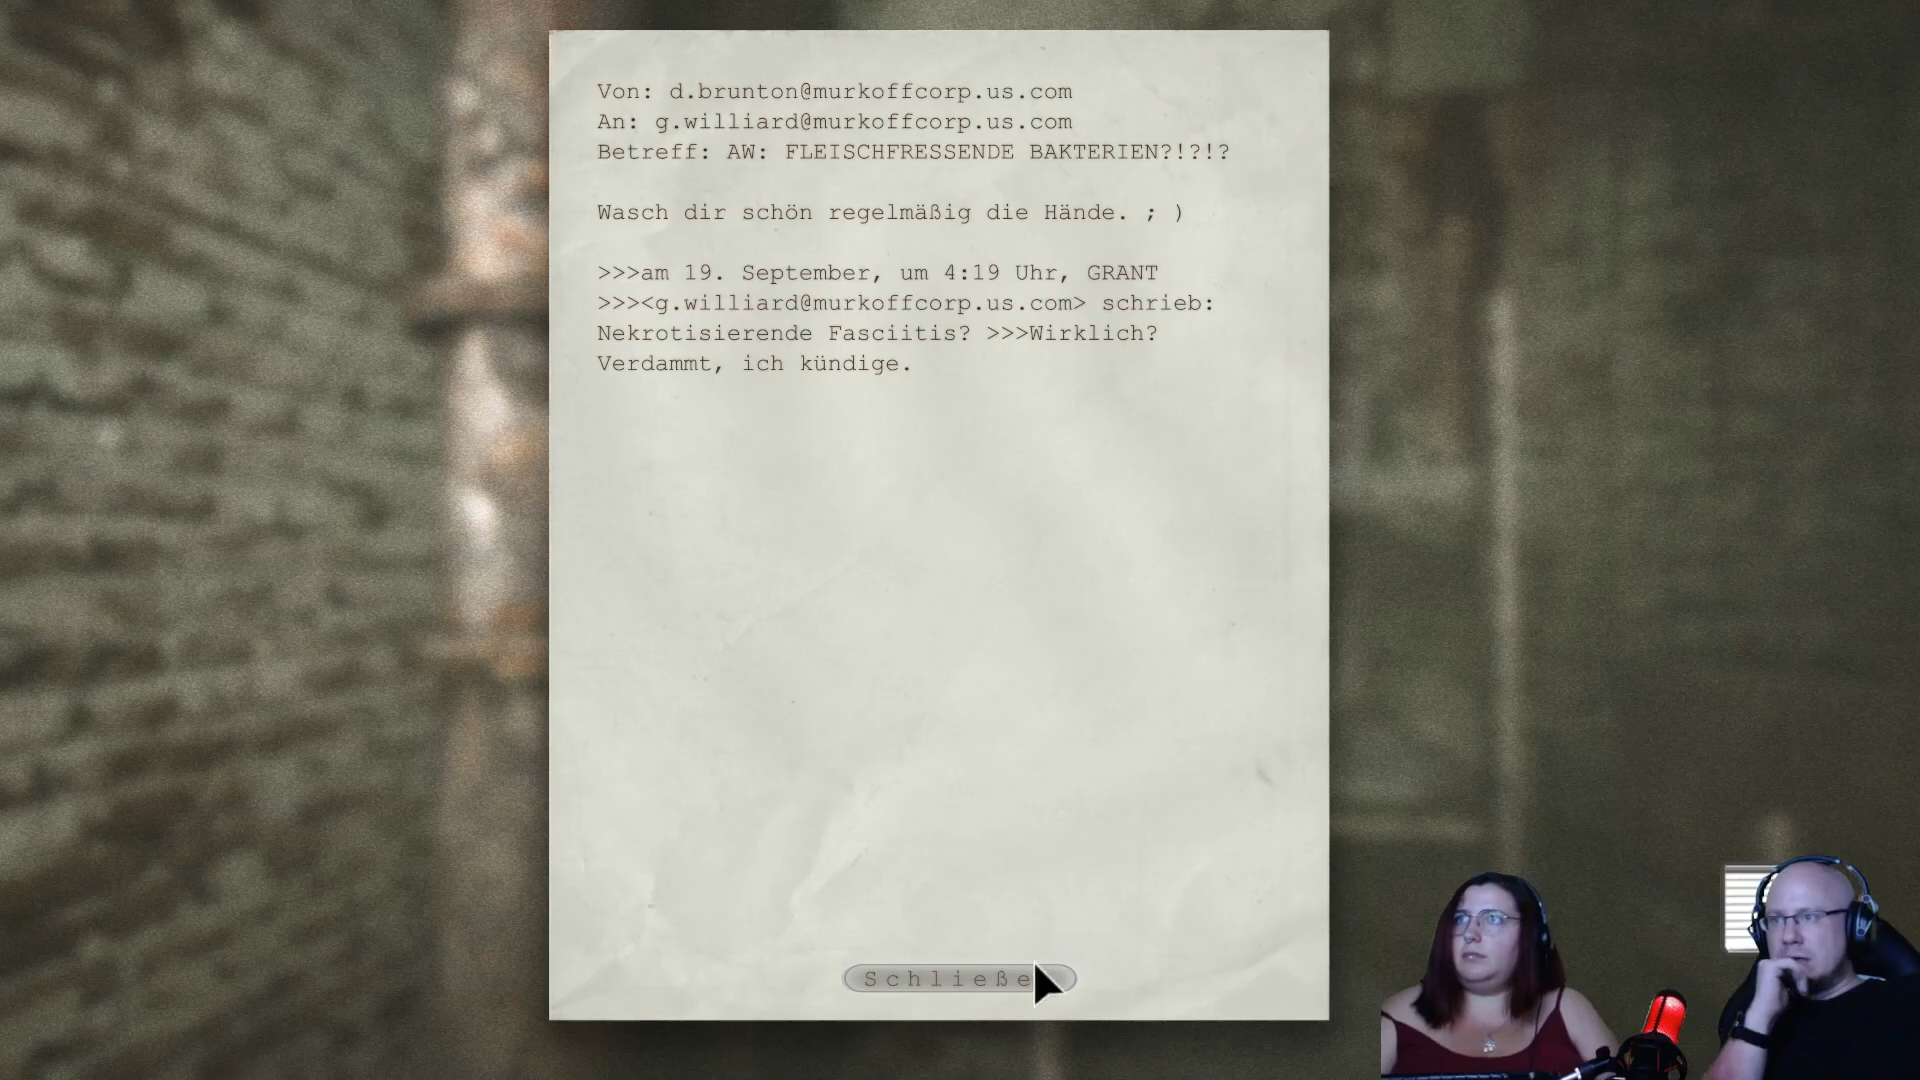 Von: d.brunton@murkoffcorp.us.com
An: g.williard@murkoffcorp.us.com
Betreff: AW: FLEISCHFRESSENDE BAKTERIEN?!?!?
Wasch dir schön regelmäßig die Hände. ; )
>>>am 19. September, um 4:19 Uhr, GRANT
>>><g.williard@murkoffcorp.us.com> schrieb:
Nekrotisierende Fasciitis? >>>Wirklich?
Verdammt, ich kündige.
Schließe